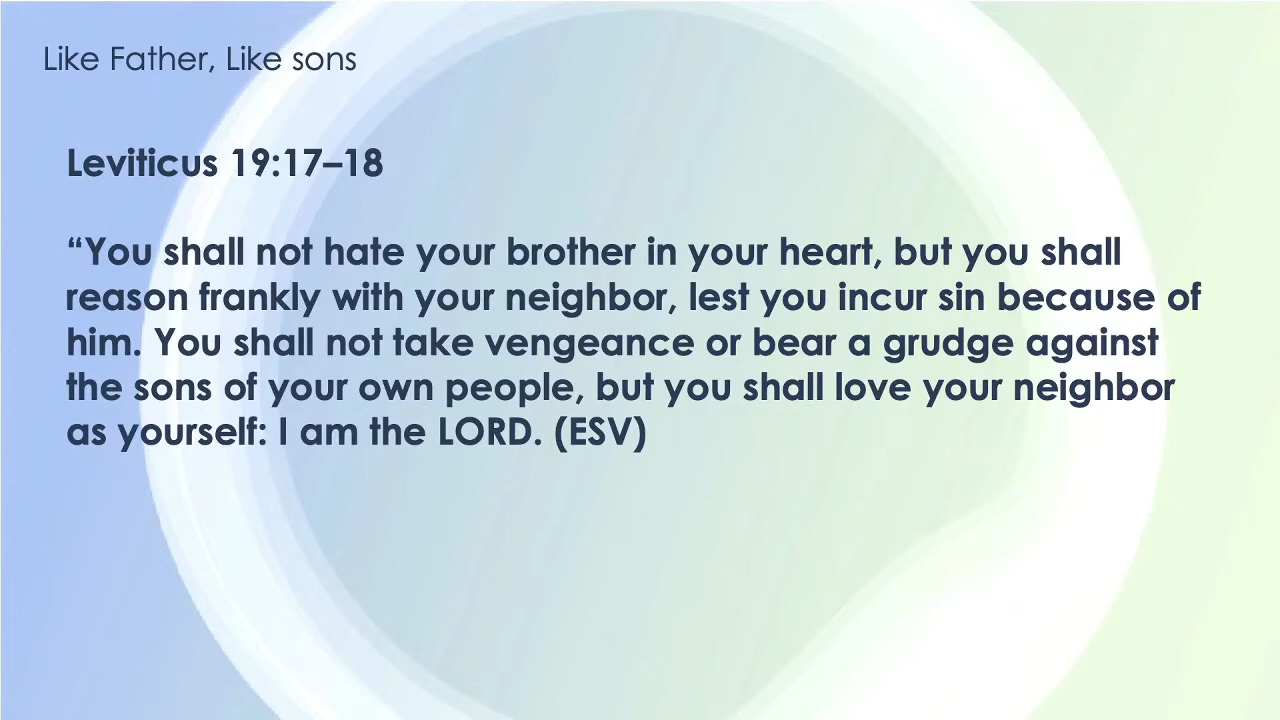 Like Father, Like sons
Leviticus 19:17–18
“You shall not hate your brother in your heart, but you shall
reason frankly with your neighbor, lest you incur sin because of
him. You shall not take vengeance or bear a grudge against
the sons of your own people, but you shall love your neighbor
as yourself: I am the LORD. (ESV)